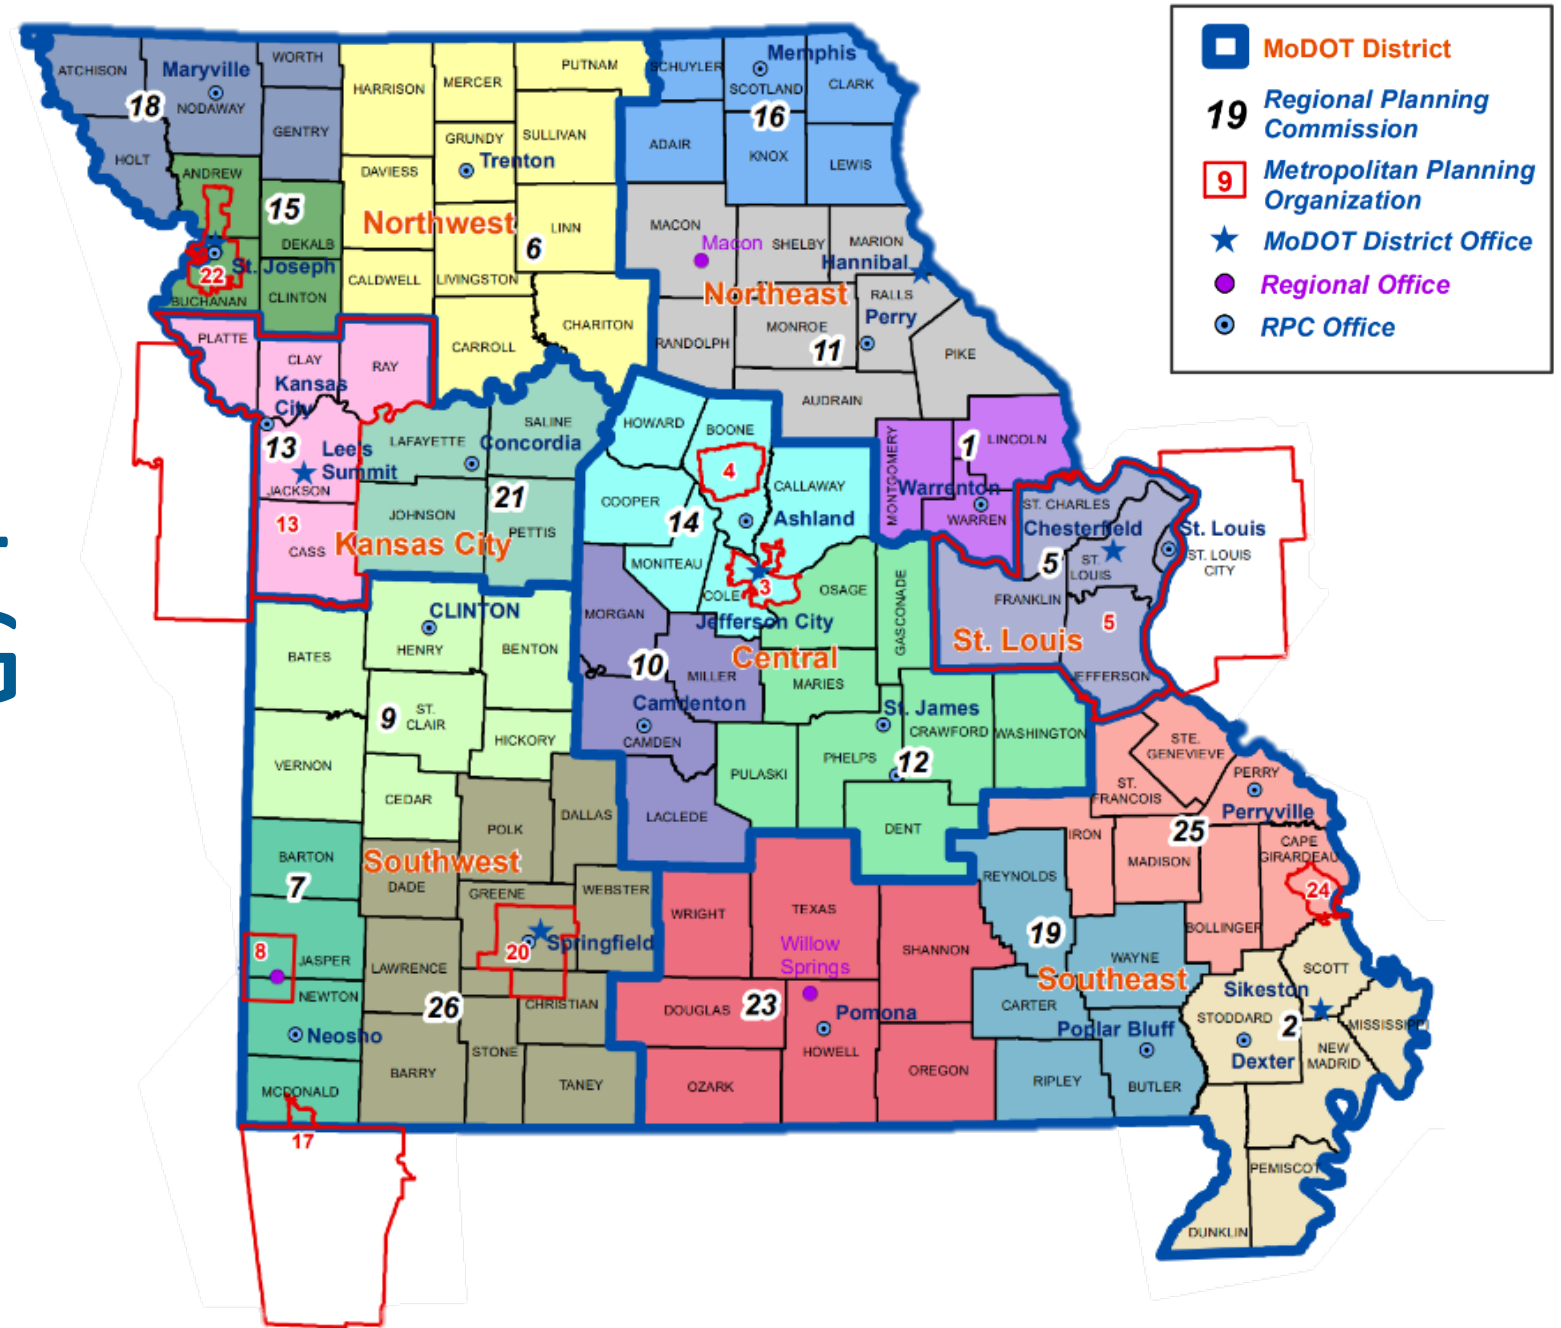 MoDOT District
19
Regional Planning
Commission
9
Metropolitan Planning
Organization
MoDOT District Office
Regional Office
RPC Office
ATCHISON
Maryville
NODAWAY
WORTH
18
HOLT
GENTRY
HARRISON
MERCER
PUTNAM
GRUNDY
Trenton
SULLIVAN
DAVIESS
Northwest
6
LINN
CALDWELL
LIVINGSTON
CARROLL
CHARITON
ANDREW
15
DEKALB
St. Joseph
22
BUCHANAN
CLINTON
SCHUYLER
Memphis
SCOTLAND
CLARK
16
ADAIR
KNOX
LEWIS
MACON
Macon
SHELBY
MARION
Hannibal
Northeast
RALLS
Perry
MONROE
11
RANDOLPH
PIKE
AUDRAIN
PLATTE
CLAY
RAY
Kansas
City
13
Lee's
Summit
JACKSON
13
CASS
LAFAYETTE
SALINE
Concordia
21
JOHNSON
PETTIS
Kansas City
HOWARD
BOONE
4
CALLAWAY
COOPER
14
Ashland
MONITEAU
COLE
3
Jefferson City
OSAGE
GASCONADE
Central
MARIES
MORGAN
10
MILLER
Camdenton
CAMDEN
LACLEDE
St. James
CRAWFORD
WASHINGTON
PHELPS
12
PULASKI
DENT
MONTGOMERY
1
LINCOLN
Warrenton
WARREN
ST. CHARLES
Chesterfield
St. Louis
ST. LOUIS
CITY
5
ST.
LOUIS
FRANKLIN
5
St. Louis
JEFFERSON
BATES
CLINTON
HENRY
BENTON
9
ST.
CLAIR
HICKORY
VERNON
CEDAR
BARTON
7
8
JASPER
NEWTON
Neosho
MCDONALD
17
POLK
DALLAS
Southwest
DADE
GREENE
WEBSTER
20
Springfield
LAWRENCE
26
CHRISTIAN
STONE
BARRY
TANEY
WRIGHT
TEXAS
Willow
Springs
SHANNON
DOUGLAS
23
Pomona
HOWELL
OZARK
OREGON
STE.
GENEVIEVE
PERRY
Perryville
ST.
FRANCOIS
25
IRON
MADISON
CAPE
GIRARDEAU
24
BOLLINGER
REYNOLDS
19
WAYNE
Southeast
CARTER
Poplar Bluff
RIPLEY
BUTLER
SCOTT
Sikeston
STODDARD
2
MISSISSIPPI
Dexter
NEW
MADRID
PEMISCOT
DUNKLIN